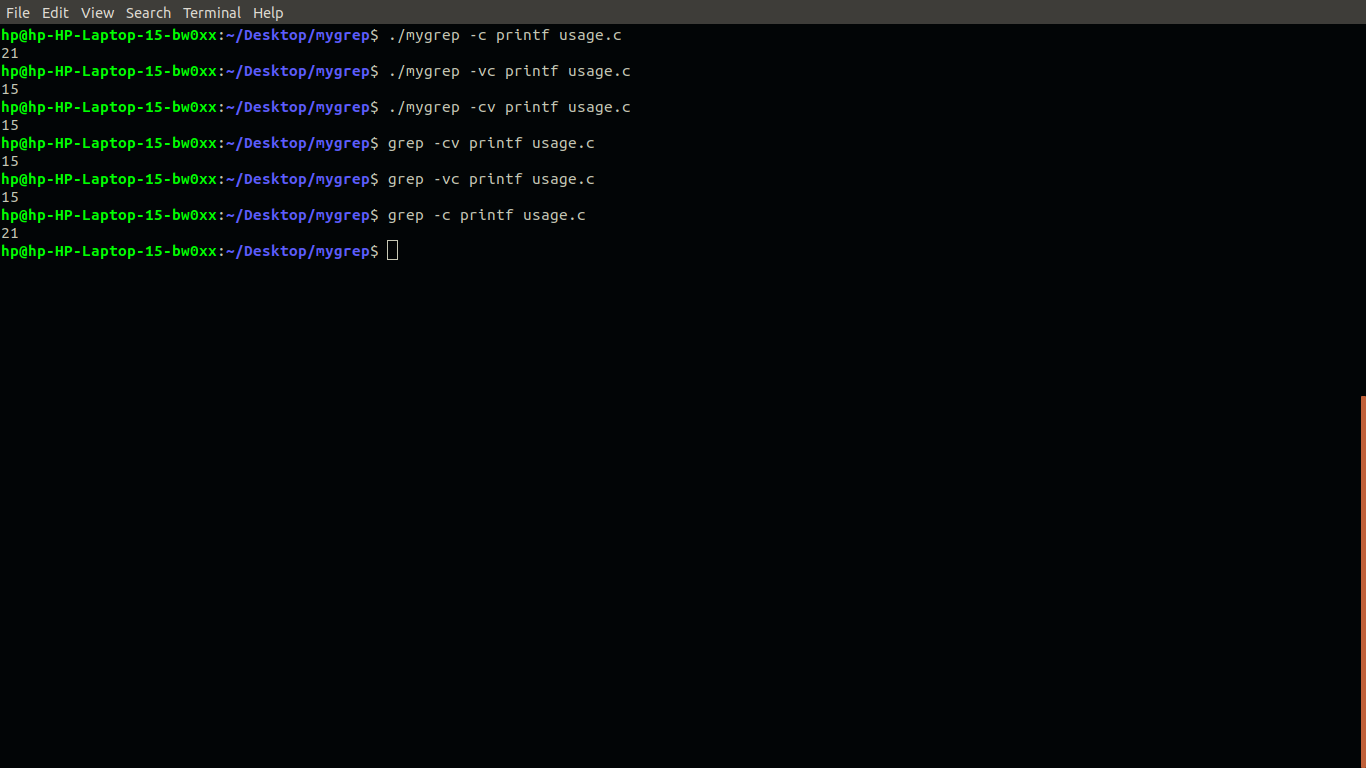 File Edit View Search Terminal Help
hp@hp-HP-Laptop-15-bw0xx:~/Desktop/mygrep$ ./mygrep -c printf usage.c
21
hp@hp-HP-Laptop-15-bw0xx:~/Desktop/mygrep$ ./mygrep -vc printf usage.c
15
hp@hp-HP-Laptop-15-bw0xx:~/Desktop/mygrep$ ./mygrep -cv printf usage.c
15
hp@hp-HP-Laptop-15-bw0xx:~/Desktop/mygrep$ grep -cv printf usage.c
15
hp@hp-HP-Laptop-15-bw0xx:~/Desktop/mygrep$ grep -vc printf usage.c
15
hp@hp-HP-Laptop-15-bw0xx:~/Desktop/mygrep$ grep -c printf usage.c
21
hp@hp-HP-Laptop-15-bw0xx:~/Desktop/mygrep$